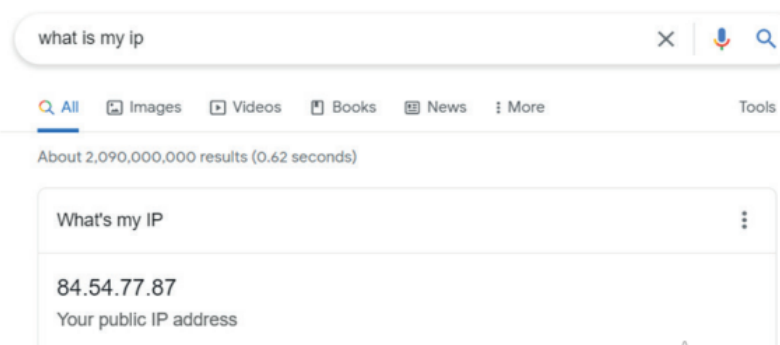 what is my ip
All Images Videos Books News More Tools
About 2,090,000,000 results (0.62 seconds)
What's my IP
84.54.77.87
Your public IP address